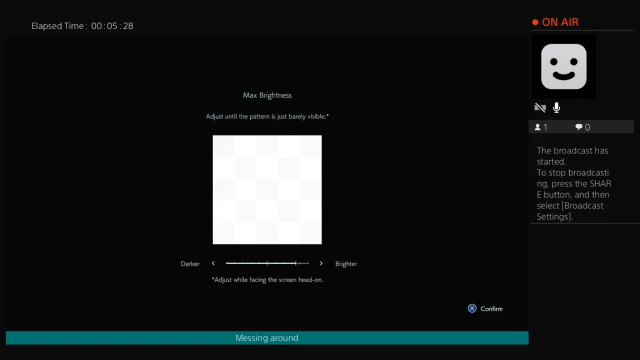 Elapsed Time: 00:05:28
ON AIR
Max Brightness
Adjust until the pattern is just barely visible.*
Darker
Brighter
*Adjust while facing the screen head-on.
Confirm
Messing around
1
0
The broadcast has
started.
To stop broadcasti
ng, press the SHAR
E button, and then
select [Broadcast
Settings].